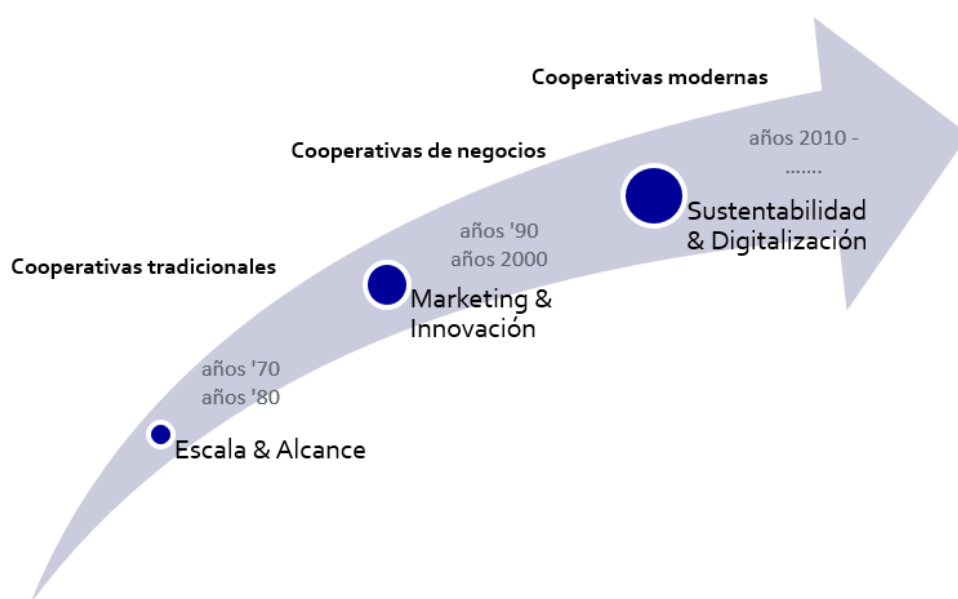 Cooperativas modernas
años 2010 -
.......
Sustentabilidad
& Digitalización
Cooperativas de negocios
años '90
años 2000
Marketing &
Innovación
Cooperativas tradicionales
años '70
años '80
Escala & Alcance